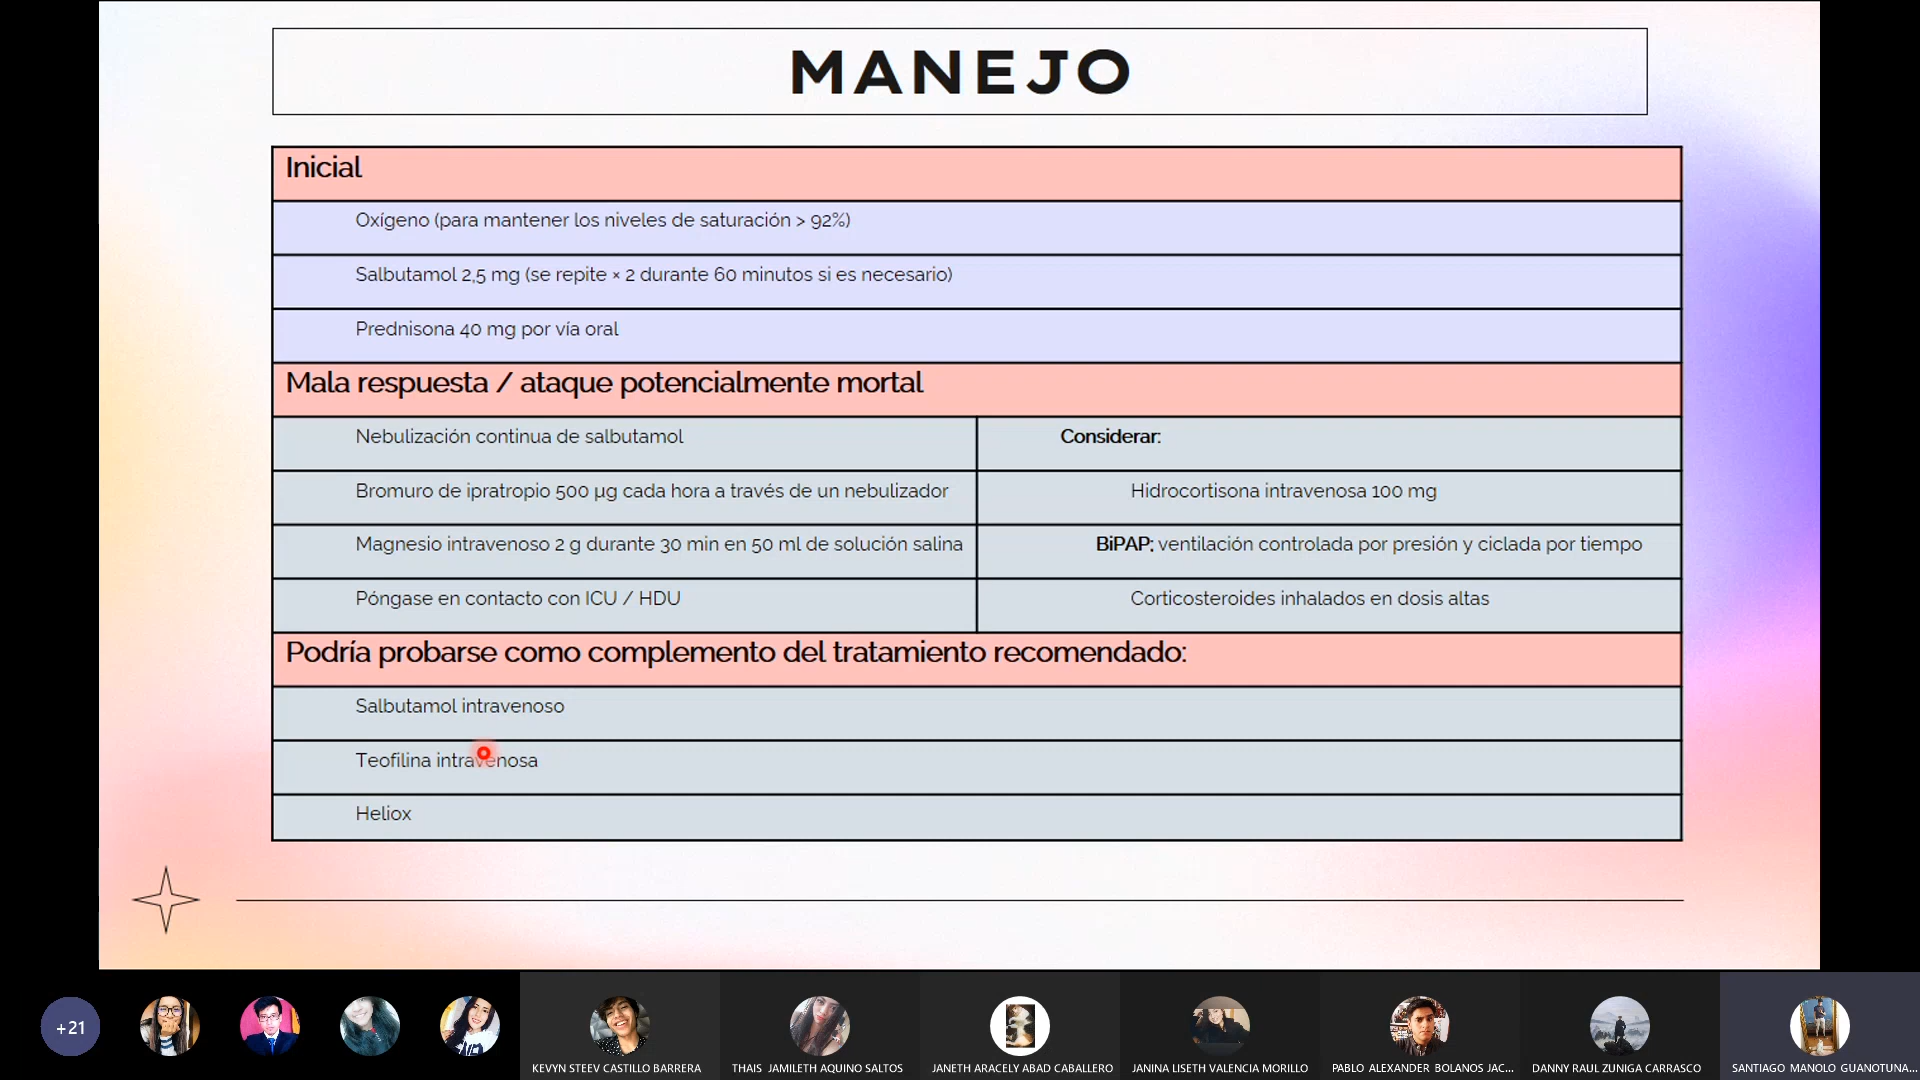 MANEJO
Inicial
Oxígeno (para mantener los niveles de saturación > 92%)
Salbutamol 2,5 mg (se repite × 2 durante 60 minutos si es necesario)
Prednisona 40 mg por vía oral
Mala respuesta / ataque potencialmente mortal
Nebulización continua de salbutamol
Considerar:
Bromuro de ipratropio 500 µg cada hora a través de un nebulizador
Hidrocortisona intravenosa 100 mg
Magnesio intravenoso 2 g durante 30 min en 50 ml de solución salina
BiPAP; ventilación controlada por presión y ciclada por tiempo
Póngase en contacto con ICU / HDU
Corticosteroides inhalados en dosis altas
Podría probarse como complemento del tratamiento recomendado:
Salbutamol intravenoso
Teofilina intravenosa
Heliox
+21
KEVYN STEEV CASTILLO BARRERA
THAIS JAMILETH AQUINO SALTOS
JANETH ARACELY ABAD CABALLERO
JANINA LISETH VALENCIA MORILLO
PABLO ALEXANDER BOLANOS JAC...
DANNY RAUL ZUNIGA CARRASCO
SANTIAGO MANOLO GUANOTUNA...